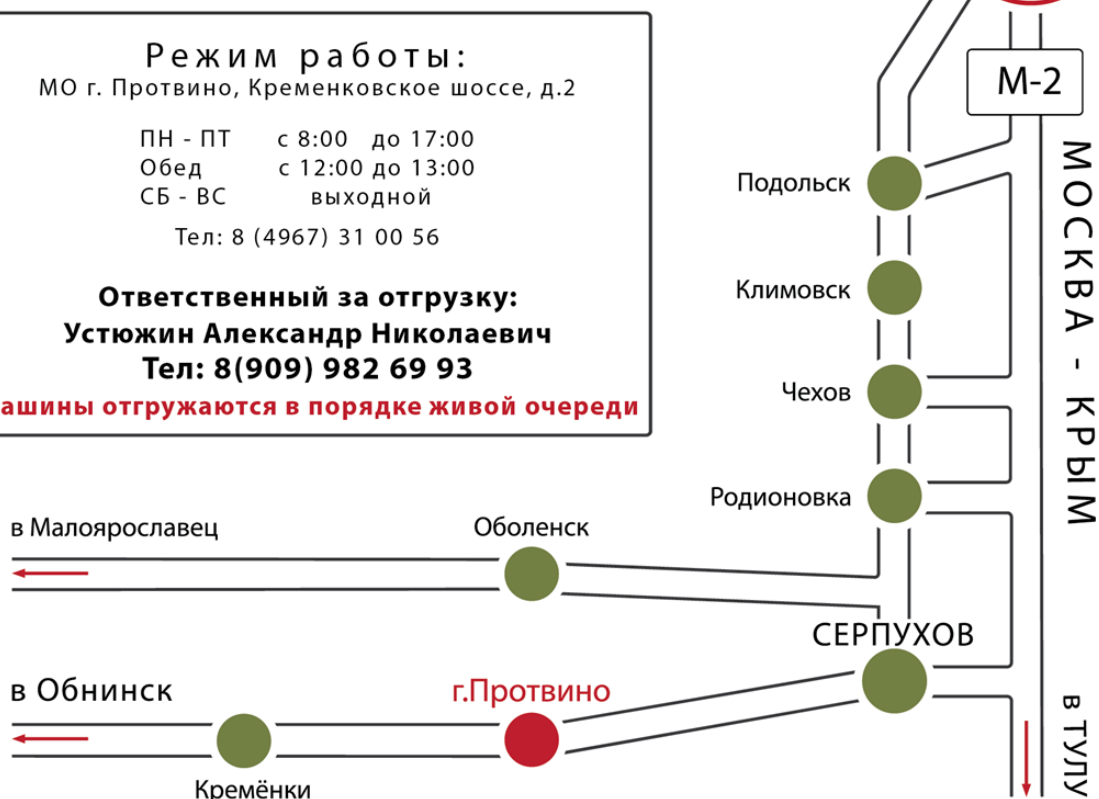 Режим работы:
МО г. Протвино, Кременковское шоссе, д.2
ПН - ПТ с 8:00 до 17:00
Обед с 12:00 до 13:00
СБ - ВС выходной
Тел: 8 (4967) 31 00 56
Ответственный за отгрузку:
Устюжин Александр Николаевич
Тел: 8(909) 982 69 93
ашины отгружаются в порядке живой очереди
М-2
МОСКВА - КРЫМ
Подольск
Климовск
Чехов
Родионовка
в Малоярославец
Оболенск
СЕРПУХОВ
в Обнинск
г.Протвино
в ТУЛУ
Кремёнки